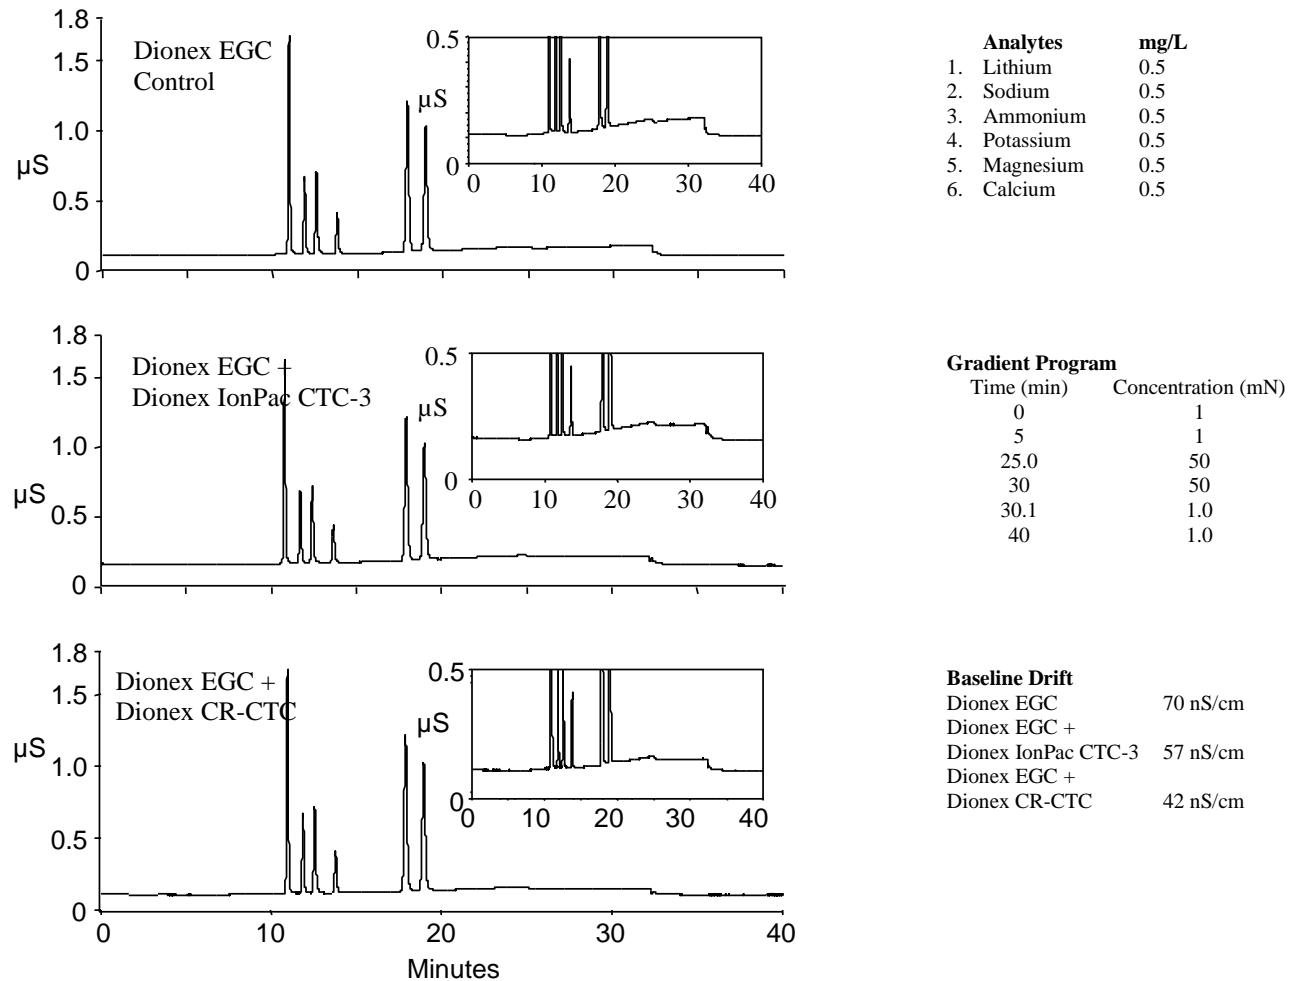 1.8
1.5
1.0
0.5
0
µS
Dionex EGC
Control
0.5
µS
0
0 10 20 30 40
Analytes mg/L
1. Lithium 0.5
2. Sodium 0.5
3. Ammonium 0.5
4. Potassium 0.5
5. Magnesium 0.5
6. Calcium 0.5
1.8
1.5
1.0
0.5
0
µS
Dionex EGC +
Dionex IonPac CTC-3
0.5
µS
0
0 10 20 30 40
Gradient Program
Time (min) Concentration (mN)
0 1
5 1
25.0 50
30 50
30.1 1.0
40 1.0
1.8
1.5
1.0
0.5
0
µS
Dionex EGC +
Dionex CR-CTC
0.5
µS
0
0 10 20 30 40
0 10 20 30 40
Minutes
Baseline Drift
Dionex EGC 70 nS/cm
Dionex EGC +
Dionex IonPac CTC-3 57 nS/cm
Dionex EGC +
Dionex CR-CTC 42 nS/cm